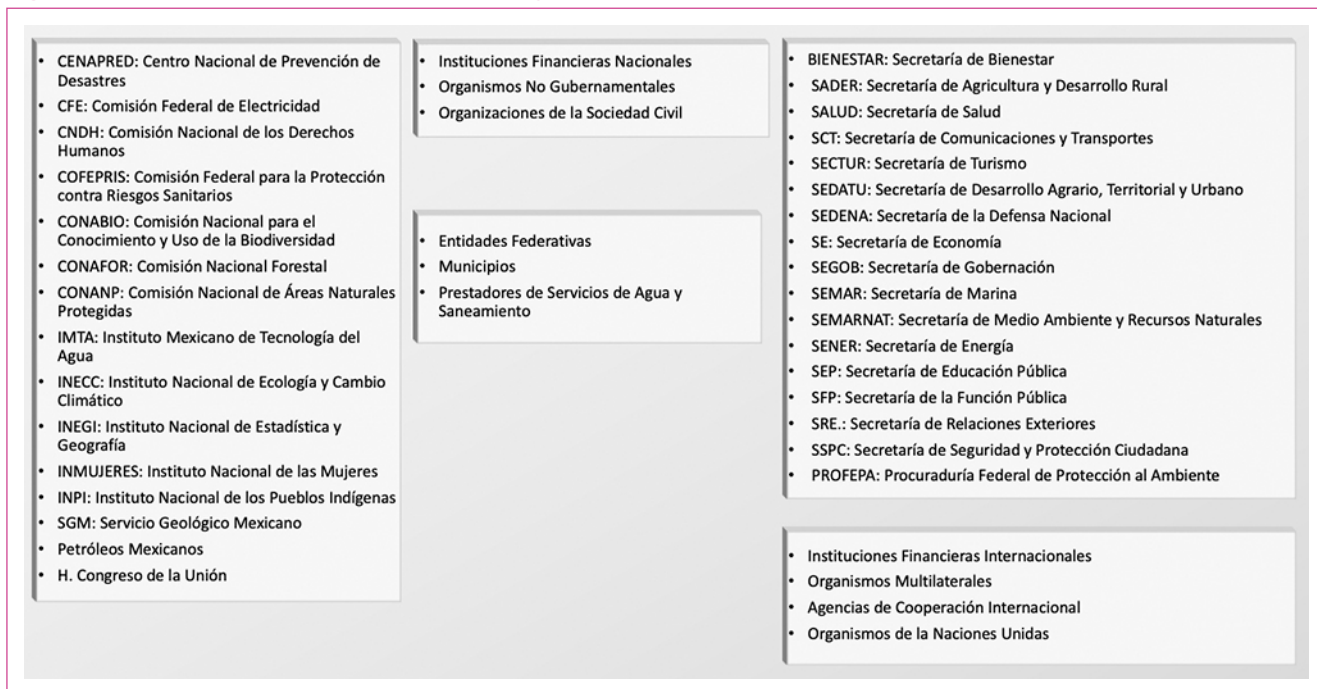 • CENAPRED: Centro Nacional de Prevención de
Desastres
• CFE: Comisión Federal de Electricidad
• CNDH: Comisión Nacional de los Derechos
Humanos
• COFEPRIS: Comisión Federal para la Protección
contra Riesgos Sanitarios
• CONABIO: Comisión Nacional para el
Conocimiento y Uso de la Biodiversidad
• CONAFOR: Comisión Nacional Forestal
• CONANP: Comisión Nacional de Áreas Naturales
Protegidas
• IMTA: Instituto Mexicano de Tecnología del
Agua
• INECC: Instituto Nacional de Ecología y Cambio
Climático
• INEGI: Instituto Nacional de Estadística y
Geografía
• INMUJERES: Instituto Nacional de las Mujeres
• INPI: Instituto Nacional de los Pueblos Indígenas
• SGM: Servicio Geológico Mexicano
• Petróleos Mexicanos
• H. Congreso de la Unión
• Instituciones Financieras Nacionales
• Organismos No Gubernamentales
• Organizaciones de la Sociedad Civil
• Entidades Federativas
• Municipios
• Prestadores de Servicios de Agua y
Saneamiento
• BIENESTAR: Secretaría de Bienestar
• SADER: Secretaría de Agricultura y Desarrollo Rural
• SALUD: Secretaría de Salud
• SCT: Secretaría de Comunicaciones y Transportes
• SECTUR: Secretaría de Turismo
• SEDATU: Secretaría de Desarrollo Agrario, Territorial y Urbano
• SEDENA: Secretaría de la Defensa Nacional
• SE: Secretaría de Economía
• SEGOB: Secretaría de Gobernación
• SEMAR: Secretaría de Marina
• SEMARNAT: Secretaría de Medio Ambiente y Recursos Naturales
• SENER: Secretaría de Energía
• SEP: Secretaría de Educación Pública
• SFP: Secretaría de la Función Pública
• SRE.: Secretaría de Relaciones Exteriores
• SSPC: Secretaría de Seguridad y Protección Ciudadana
• PROFEPA: Procuraduría Federal de Protección al Ambiente
• Instituciones Financieras Internacionales
• Organismos Multilaterales
• Agencias de Cooperación Internacional
• Organismos de la Naciones Unidas